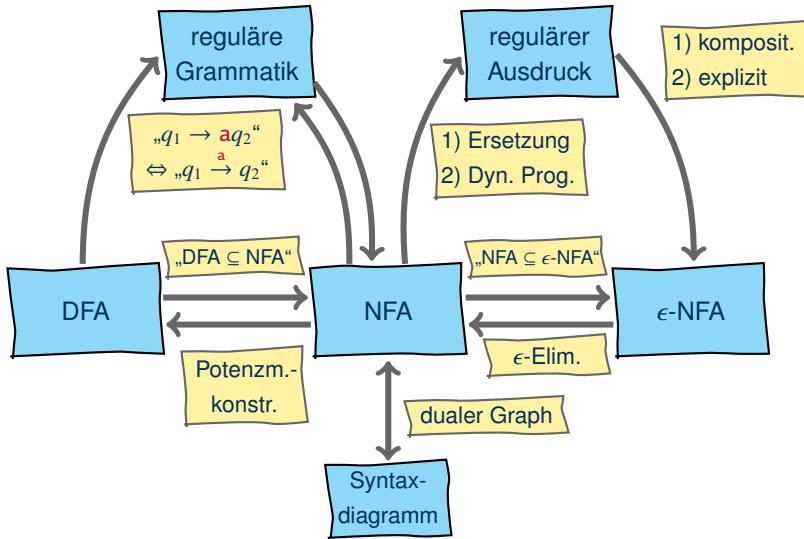 reguläre
Grammatik
regulärer
Ausdruck
1) komposit.
2) explizit
„q₁ → aq₂“
⇔ „q₁ →ᵃ q₂“
1) Ersetzung
2) Dyn. Prog.
„DFA ⊆ NFA“
„NFA ⊆ ϵ-NFA“
DFA
NFA
ϵ-NFA
Potenzm.-
konstr.
ϵ-Elim.
dualer Graph
Syntax-
diagramm